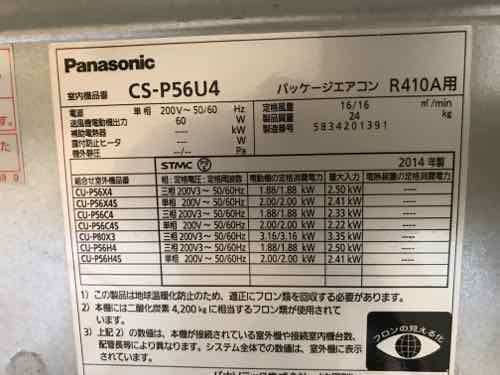 Panasonic
室内機品番 CS-P56U4 パッケージエアコン R410A用
電源 単相 200V～50/60 Hz 定格風量 16/16 m³/min
送風機電動機出力 60 W 製品質量 24 kg
補助電熱器 --- kW 製造番号 5834201391
露付防止ヒータ --- W
機外静圧 --/-- Pa
STMC 2014 年製
組合せ室外機品番 相:定格電圧:定格周波数 電動機の定格消費電力 最大入力 電熱装置の定格消費電力
CU-P56X4 三相 200V3～ 50/60Hz 1.88/1.88 kW 2.50 kW ----
CU-P56X4S 単相 200V～ 50/60Hz 2.00/2.00 kW 2.41 kW ----
CU-P56C4 三相 200V3～ 50/60Hz 1.88/1.88 kW 2.33 kW ----
CU-P56C4S 単相 200V～ 50/60Hz 2.00/2.00 kW 2.22 kW ----
CU-P80X3 三相 200V3～ 50/60Hz 3.16/3.16 kW 3.35 kW ----
CU-P56H4 三相 200V3～ 50/60Hz 1.88/1.88 kW 2.50 kW ----
CU-P56H4S 単相 200V～ 50/60Hz 2.00/2.00 kW 2.41 kW ----
1) この製品は地球温暖化防止のため、適正にフロン類を回収する必要があります。
2) 本機には二酸化炭素 4,200 kg に相当するフロン類が使用されて
います。
3) 上記2) の数値は、本機が接続されている室外機や接続室内機台数、
配管長等により異なります。システム全体での数値は、室外機に表示
されています。
フロンの見える化